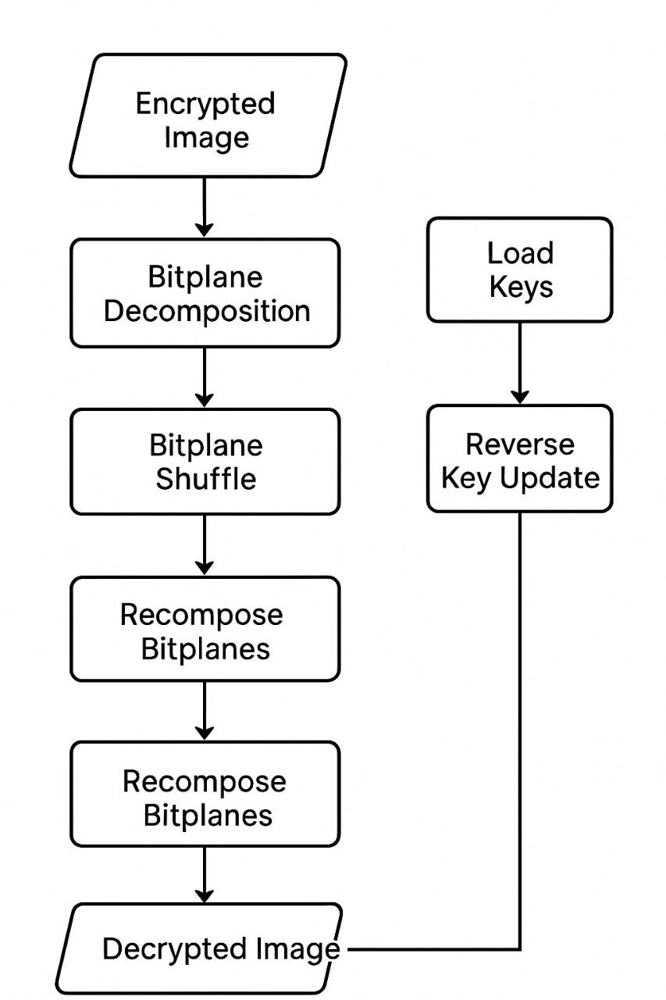 Encrypted
Image
Bitplane
Decomposition
Bitplane
Shuffle
Recompose
Bitplanes
Recompose
Bitplanes
Decrypted Image
Load
Keys
Reverse
Key Update